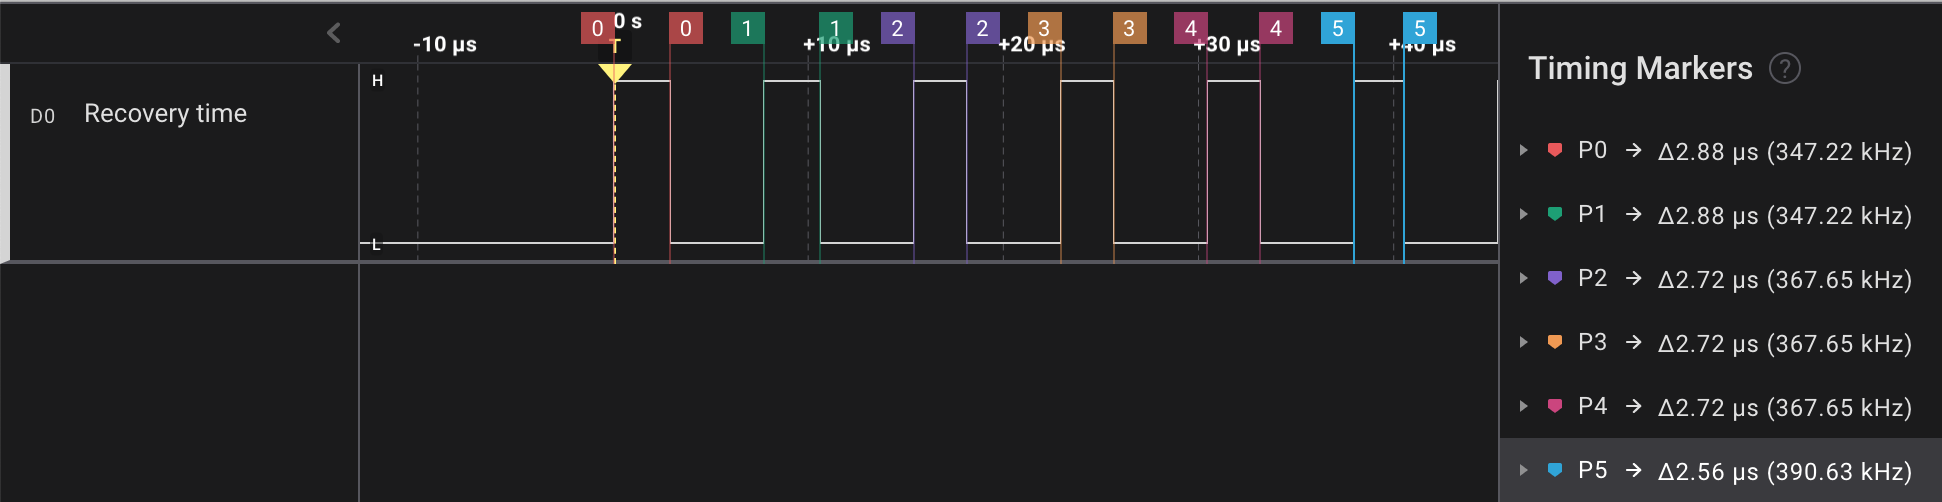 0 0 s 0 1 1 2 2 3 3 4 4 5 5
T
-10 µs +10 µs +20 µs +30 µs +40 µs
H
D0 Recovery time
L
Timing Markers ?
P0 → Δ2.88 µs (347.22 kHz)
P1 → Δ2.88 µs (347.22 kHz)
P2 → Δ2.72 µs (367.65 kHz)
P3 → Δ2.72 µs (367.65 kHz)
P4 → Δ2.72 µs (367.65 kHz)
P5 → Δ2.56 µs (390.63 kHz)